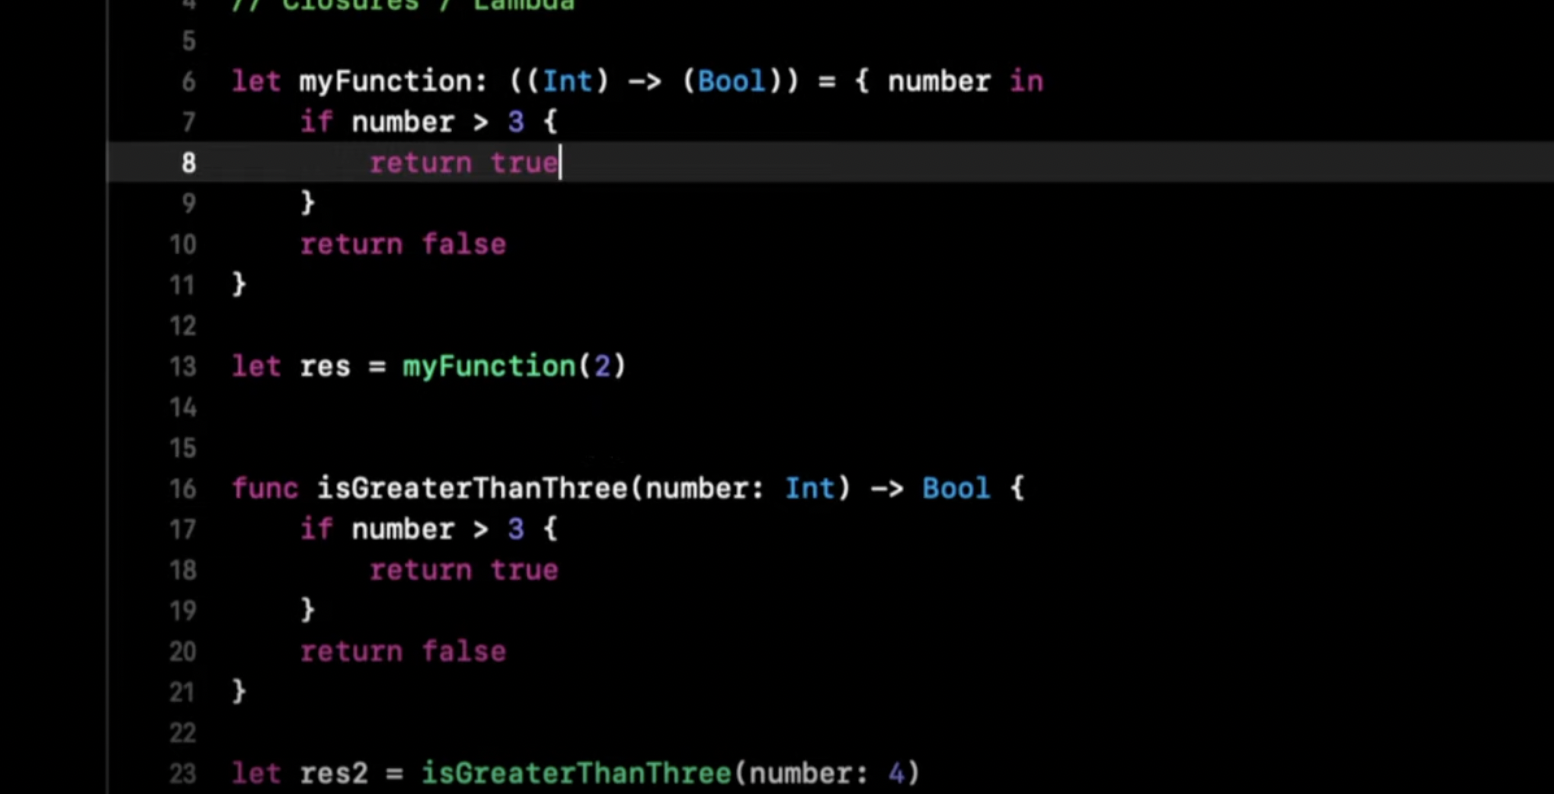 4 // Closures / Lambda
5
6 let myFunction: ((Int) -> (Bool)) = { number in
7     if number > 3 {
8         return true
9     }
10     return false
11 }
12
13 let res = myFunction(2)
14
15
16 func isGreaterThanThree(number: Int) -> Bool {
17     if number > 3 {
18         return true
19     }
20     return false
21 }
22
23 let res2 = isGreaterThanThree(number: 4)